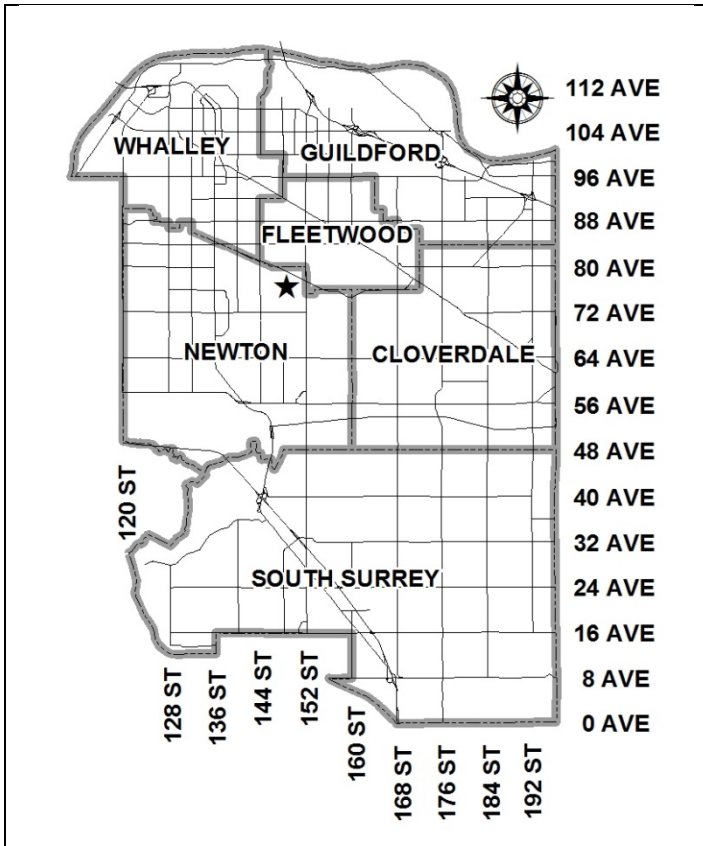 112 AVE
104 AVE
WHALLEY
GUILDFORD
96 AVE
88 AVE
FLEETWOOD
80 AVE
72 AVE
NEWTON
CLOVERDALE
64 AVE
56 AVE
48 AVE
120 ST
40 AVE
32 AVE
SOUTH SURREY
24 AVE
16 AVE
128 ST
136 ST
144 ST
152 ST
160 ST
8 AVE
0 AVE
168 ST
176 ST
184 ST
192 ST